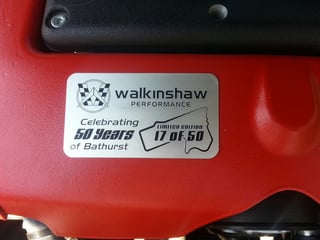 walkinshaw
PERFORMANCE
Celebrating
50 Years
of Bathurst
LIMITED EDITION
17 OF 50